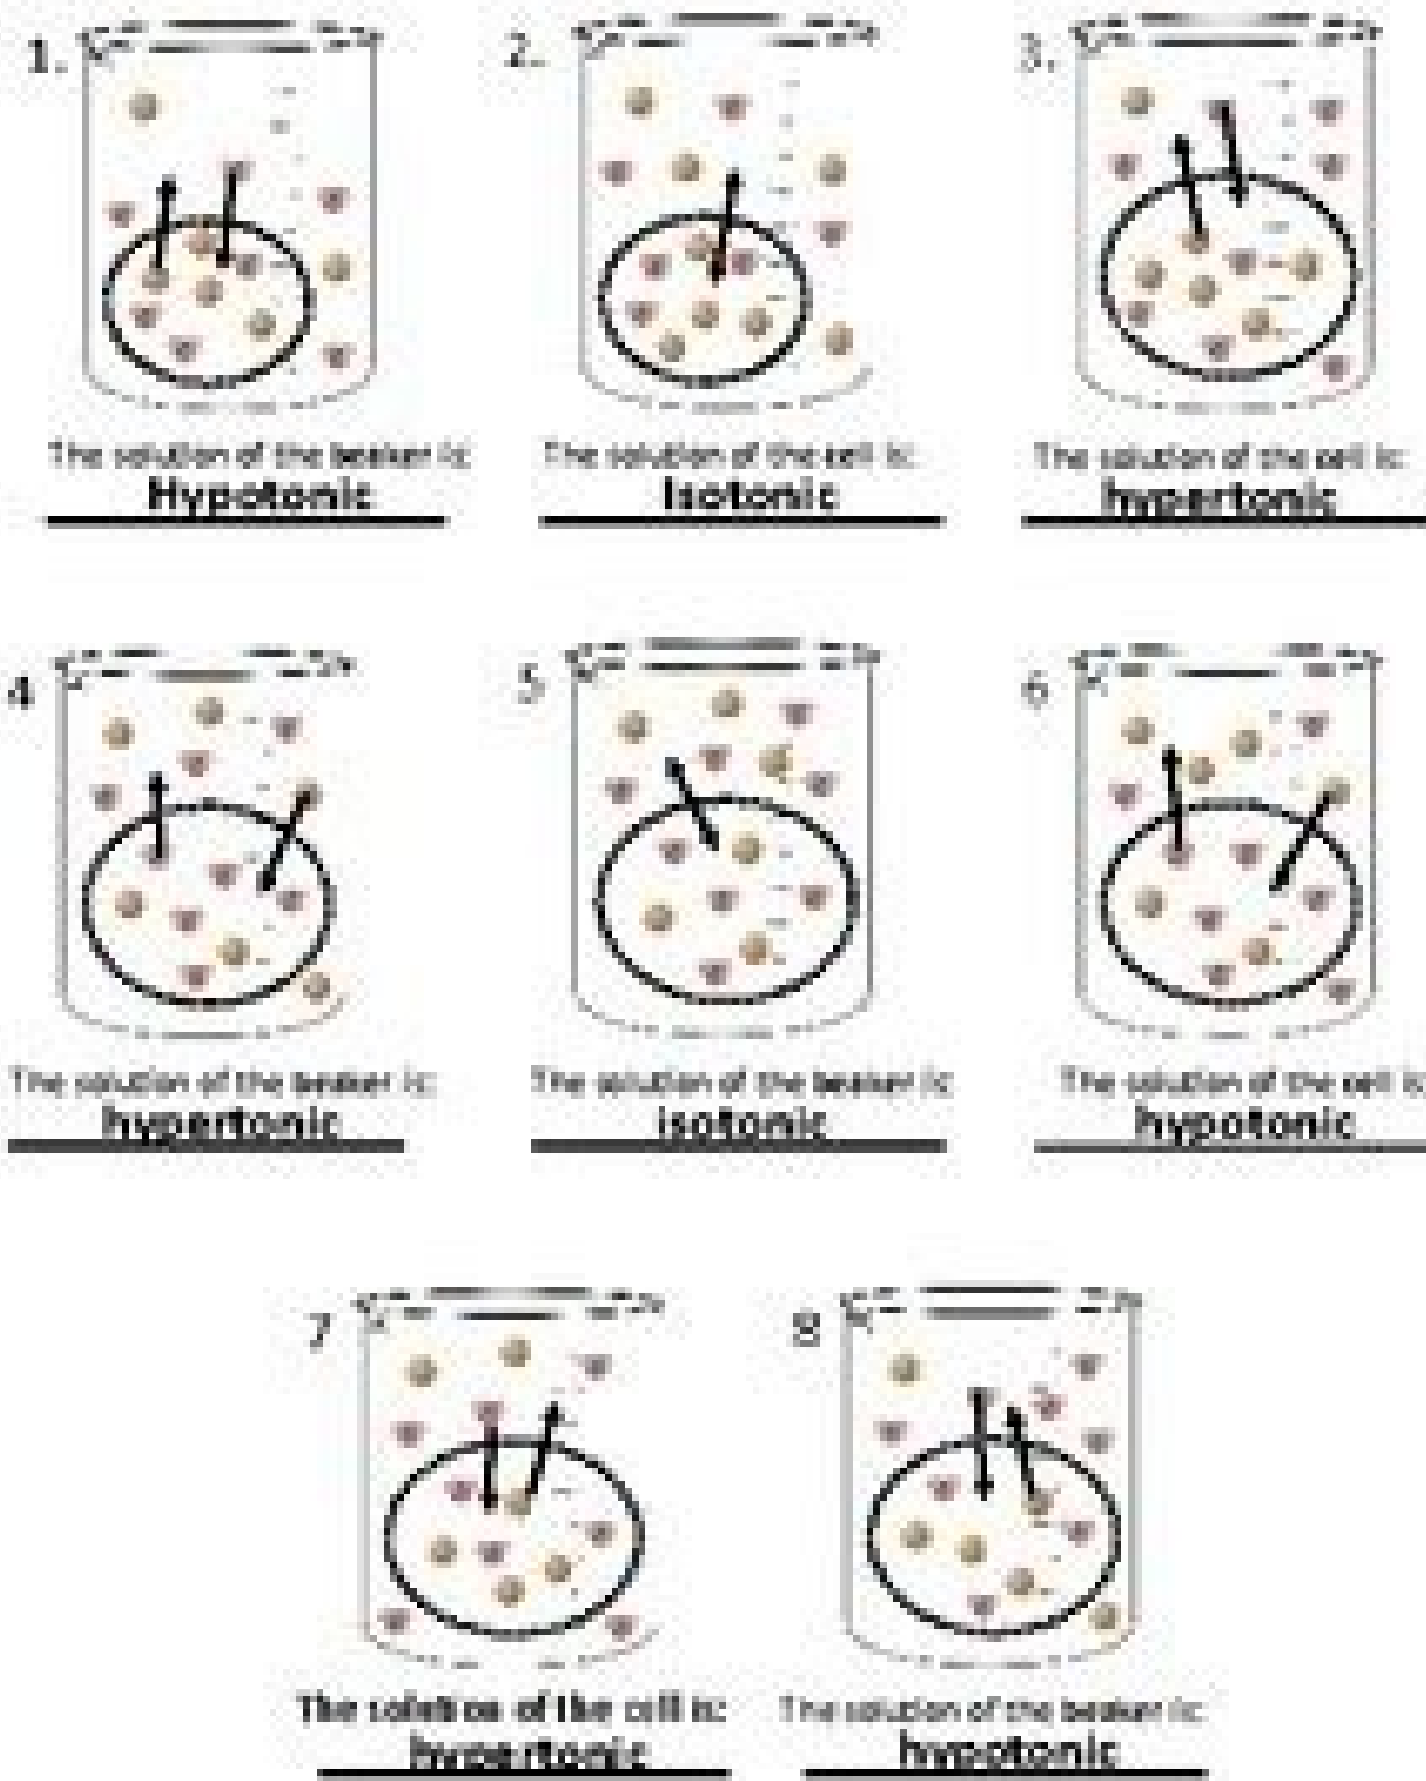 1.
2.
3.
The solution of the beaker is:
Hypotonic
The solution of the cell is:
Isotonic
The solution of the cell is:
hypertonic
4
5
6
The solution of the beaker is:
hypertonic
The solution of the beaker is:
isotonic
The solution of the cell is:
hypotonic
7
8
The solution of the cell is:
hypertonic
The solution of the beaker is:
hypotonic